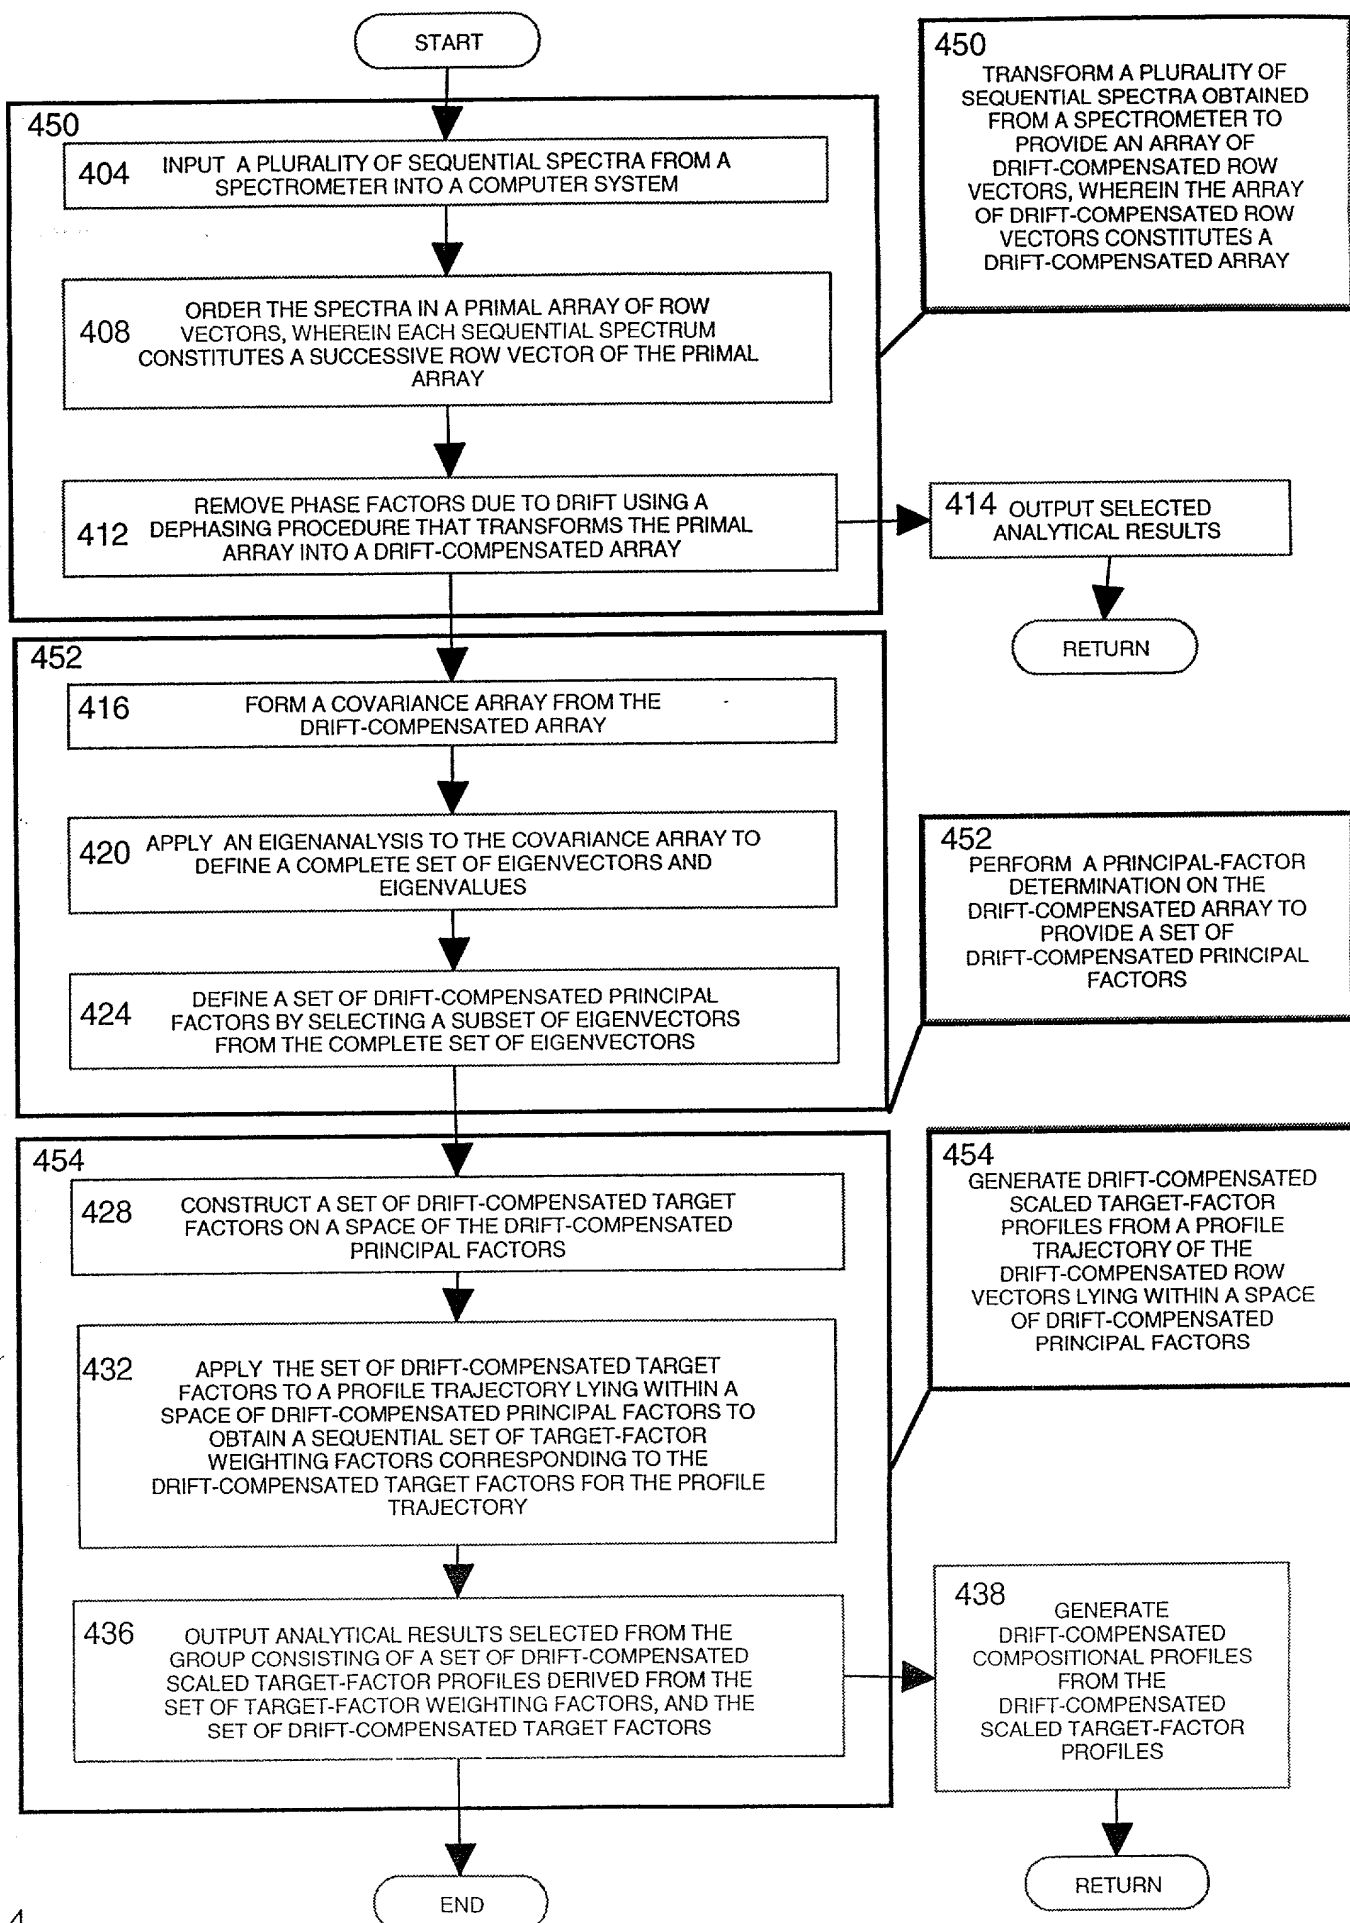 START
450
404
INPUT A PLURALITY OF SEQUENTIAL SPECTRA FROM A
SPECTROMETER INTO A COMPUTER SYSTEM
408
ORDER THE SPECTRA IN A PRIMAL ARRAY OF ROW
VECTORS, WHEREIN EACH SEQUENTIAL SPECTRUM
CONSTITUTES A SUCCESSIVE ROW VECTOR OF THE PRIMAL
ARRAY
412
REMOVE PHASE FACTORS DUE TO DRIFT USING A
DEPHASING PROCEDURE THAT TRANSFORMS THE PRIMAL
ARRAY INTO A DRIFT-COMPENSATED ARRAY
450
TRANSFORM A PLURALITY OF
SEQUENTIAL SPECTRA OBTAINED
FROM A SPECTROMETER TO
PROVIDE AN ARRAY OF
DRIFT-COMPENSATED ROW
VECTORS, WHEREIN THE ARRAY
OF DRIFT-COMPENSATED ROW
VECTORS CONSTITUTES A
DRIFT-COMPENSATED ARRAY
414 OUTPUT SELECTED
ANALYTICAL RESULTS
RETURN
452
416
FORM A COVARIANCE ARRAY FROM THE
DRIFT-COMPENSATED ARRAY
420
APPLY AN EIGENANALYSIS TO THE COVARIANCE ARRAY TO
DEFINE A COMPLETE SET OF EIGENVECTORS AND
EIGENVALUES
424
DEFINE A SET OF DRIFT-COMPENSATED PRINCIPAL
FACTORS BY SELECTING A SUBSET OF EIGENVECTORS
FROM THE COMPLETE SET OF EIGENVECTORS
452
PERFORM A PRINCIPAL-FACTOR
DETERMINATION ON THE
DRIFT-COMPENSATED ARRAY TO
PROVIDE A SET OF
DRIFT-COMPENSATED PRINCIPAL
FACTORS
454
428
CONSTRUCT A SET OF DRIFT-COMPENSATED TARGET
FACTORS ON A SPACE OF THE DRIFT-COMPENSATED
PRINCIPAL FACTORS
432
APPLY THE SET OF DRIFT-COMPENSATED TARGET
FACTORS TO A PROFILE TRAJECTORY LYING WITHIN A
SPACE OF DRIFT-COMPENSATED PRINCIPAL FACTORS TO
OBTAIN A SEQUENTIAL SET OF TARGET-FACTOR
WEIGHTING FACTORS CORRESPONDING TO THE
DRIFT-COMPENSATED TARGET FACTORS FOR THE PROFILE
TRAJECTORY
436
OUTPUT ANALYTICAL RESULTS SELECTED FROM THE
GROUP CONSISTING OF A SET OF DRIFT-COMPENSATED
SCALED TARGET-FACTOR PROFILES DERIVED FROM THE
SET OF TARGET-FACTOR WEIGHTING FACTORS, AND THE
SET OF DRIFT-COMPENSATED TARGET FACTORS
454
GENERATE DRIFT-COMPENSATED
SCALED TARGET-FACTOR
PROFILES FROM A PROFILE
TRAJECTORY OF THE
DRIFT-COMPENSATED ROW
VECTORS LYING WITHIN A SPACE
OF DRIFT-COMPENSATED
PRINCIPAL FACTORS
438
GENERATE
DRIFT-COMPENSATED
COMPOSITIONAL PROFILES
FROM THE
DRIFT-COMPENSATED
SCALED TARGET-FACTOR
PROFILES
END
RETURN
4